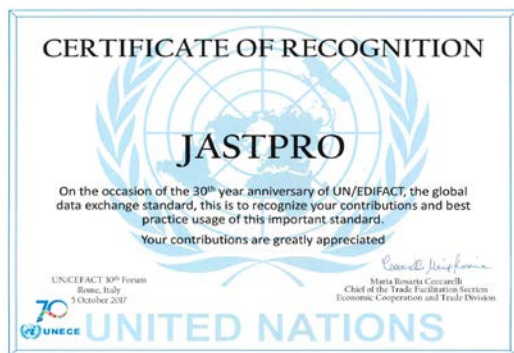 CERTIFICATE OF RECOGNITION
JASTPRO
On the occasion of the 30th year anniversary of UN/EDIFACT, the global
data exchange standard, this is to recognize your contributions and best
practice usage of this important standard.
Your contributions are greatly appreciated
UN/CEFACT 30th Forum
Rome, Italy
5 October 2017
Maria Rosaria Ceccarelli
Chief of the Trade Facilitation Section
Economic Cooperation and Trade Division
70
UNECE
UNITED NATIONS